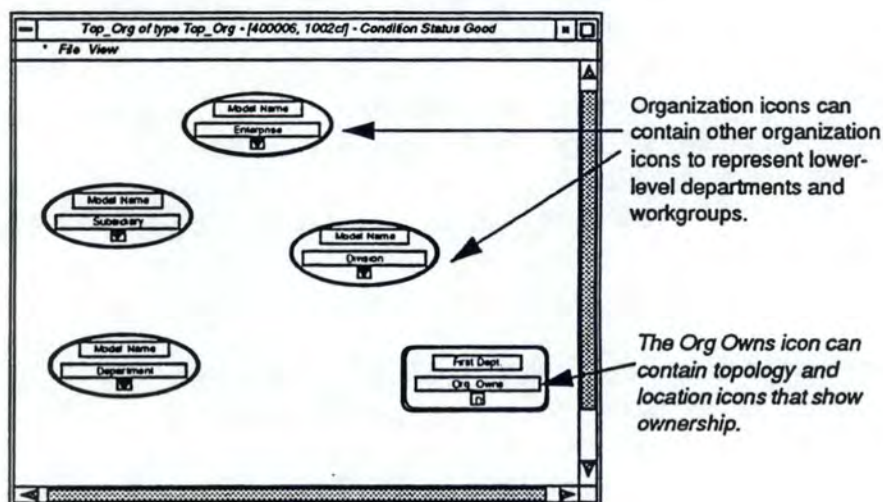 Top_Org of type Top_Org - [400006, 1002cf] - Condition Status Good
* File View
Model Name
Enterprise
Model Name
Subsidiary
Model Name
Division
Model Name
Department
First Dept.
Org Owns
Organization icons can
contain other organization
icons to represent lower-
level departments and
workgroups.
The Org Owns icon can
contain topology and
location icons that show
ownership.